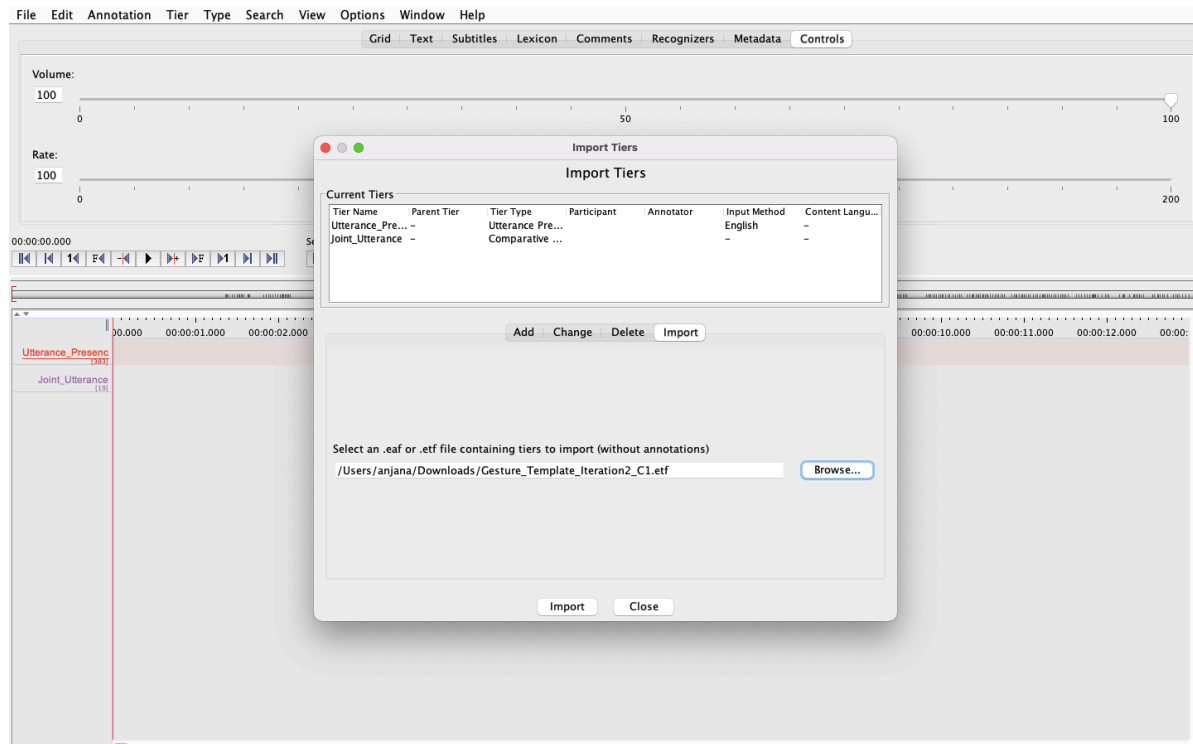 File Edit Annotation Tier Type Search View Options Window Help
Grid Text Subtitles Lexicon Comments Recognizers Metadata Controls
Volume:
100
0 50 100
Rate:
100
0 200
Import Tiers
Import Tiers
Current Tiers
Tier Name Parent Tier Tier Type Participant Annotator Input Method Content Langu...
Utterance_Pre... – Utterance Pre... English –
Joint_Utterance – Comparative ... – –
00:00:00.000
Add Change Delete Import
00.000 00:00:01.000 00:00:02.000 00:00:10.000 00:00:11.000 00:00:12.000 00:00:
Utterance_Presenc
[383]
Joint_Utterance
[19]
Select an .eaf or .etf file containing tiers to import (without annotations)
/Users/anjana/Downloads/Gesture_Template_Iteration2_C1.etf Browse...
Import Close